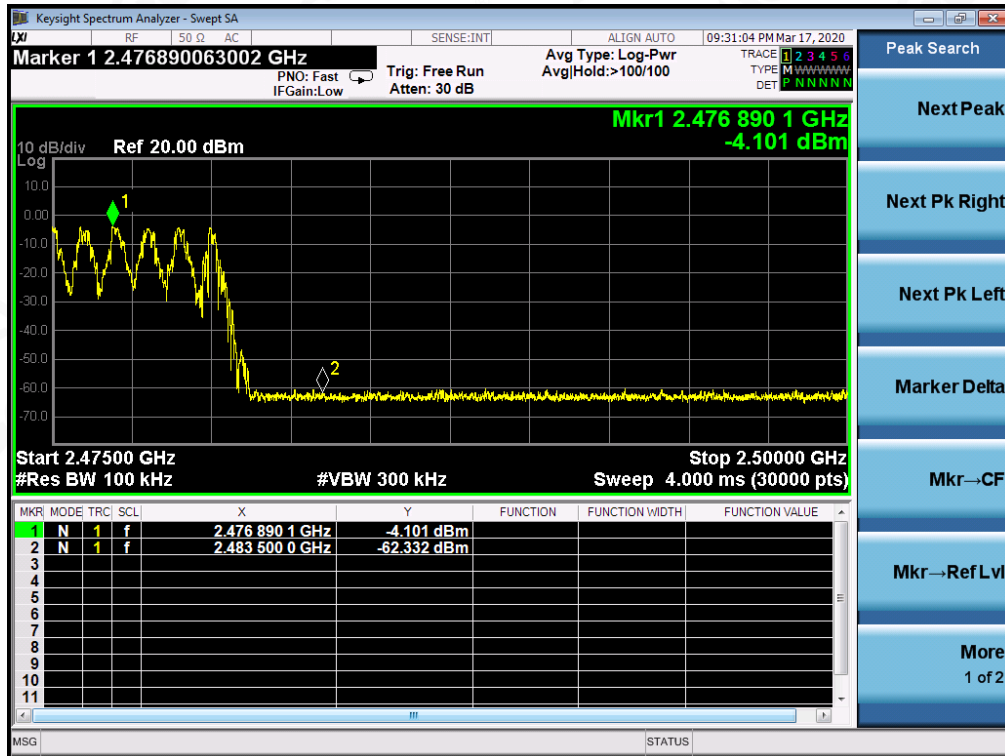 Keysight Spectrum Analyzer - Swept SA
LXI RF 50 Ω AC SENSE:INT ALIGN AUTO 09:31:04 PM Mar 17, 2020
Marker 1 2.476890063002 GHz
PNO: Fast
IFGain:Low
Trig: Free Run
Atten: 30 dB
Avg Type: Log-Pwr
Avg|Hold:>100/100
TRACE 1 2 3 4 5 6
TYPE M W W W W W
DET P N N N N N
Mkr1 2.476 890 1 GHz
-4.101 dBm
10 dB/div Ref 20.00 dBm
Log
10.0
0.00
-10.0
-20.0
-30.0
-40.0
-50.0
-60.0
-70.0
1
2
Start 2.47500 GHz Stop 2.50000 GHz
#Res BW 100 kHz #VBW 300 kHz Sweep 4.000 ms (30000 pts)
MKR MODE TRC SCL X Y FUNCTION FUNCTION WIDTH FUNCTION VALUE
1 N 1 f 2.476 890 1 GHz -4.101 dBm
2 N 1 f 2.483 500 0 GHz -62.332 dBm
3
4
5
6
7
8
9
10
11
MSG STATUS
Peak Search
Next Peak
Next Pk Right
Next Pk Left
Marker Delta
Mkr→CF
Mkr→Ref Lvl
More
1 of 2